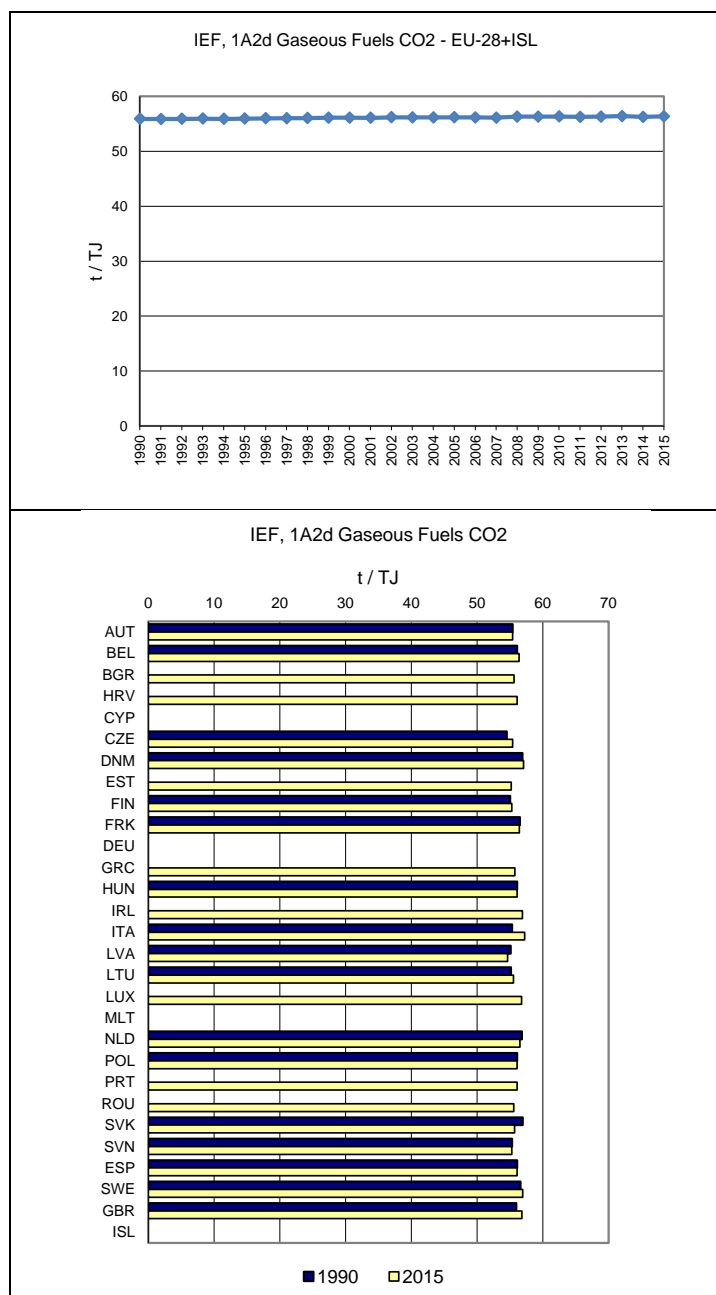 IEF, 1A2d Gaseous Fuels CO2 - EU-28+ISL
t / TJ
60
50
40
30
20
10
0
1990 1991 1992 1993 1994 1995 1996 1997 1998 1999 2000 2001 2002 2003 2004 2005 2006 2007 2008 2009 2010 2011 2012 2013 2014 2015
IEF, 1A2d Gaseous Fuels CO2
t / TJ
0 10 20 30 40 50 60 70
AUT
BEL
BGR
HRV
CYP
CZE
DNM
EST
FIN
FRK
DEU
GRC
HUN
IRL
ITA
LVA
LTU
LUX
MLT
NLD
POL
PRT
ROU
SVK
SVN
ESP
SWE
GBR
ISL
1990 2015